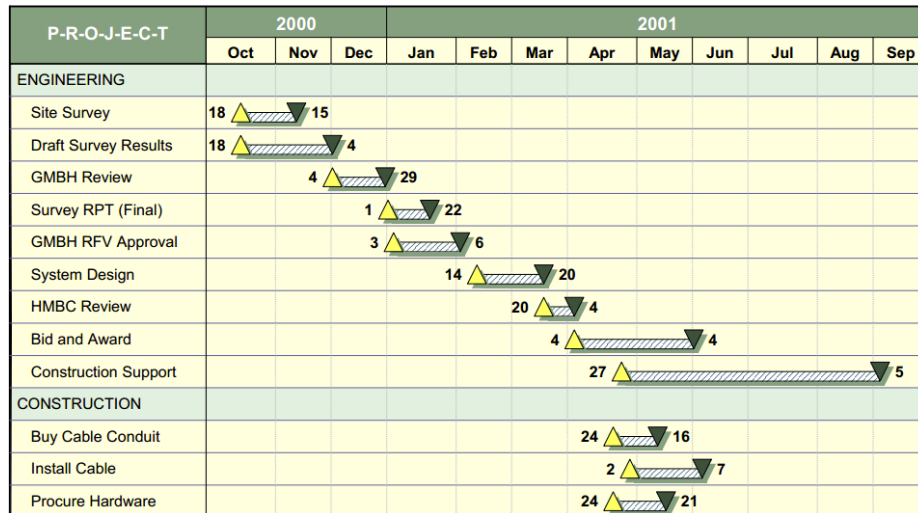 P-R-O-J-E-C-T 2000 2001
Oct Nov Dec Jan Feb Mar Apr May Jun Jul Aug Sep
ENGINEERING
Site Survey 18 15
Draft Survey Results 18 4
GMBH Review 4 29
Survey RPT (Final) 1 22
GMBH RFV Approval 3 6
System Design 14 20
HMBC Review 20 4
Bid and Award 4 4
Construction Support 27 5
CONSTRUCTION
Buy Cable Conduit 24 16
Install Cable 2 7
Procure Hardware 24 21